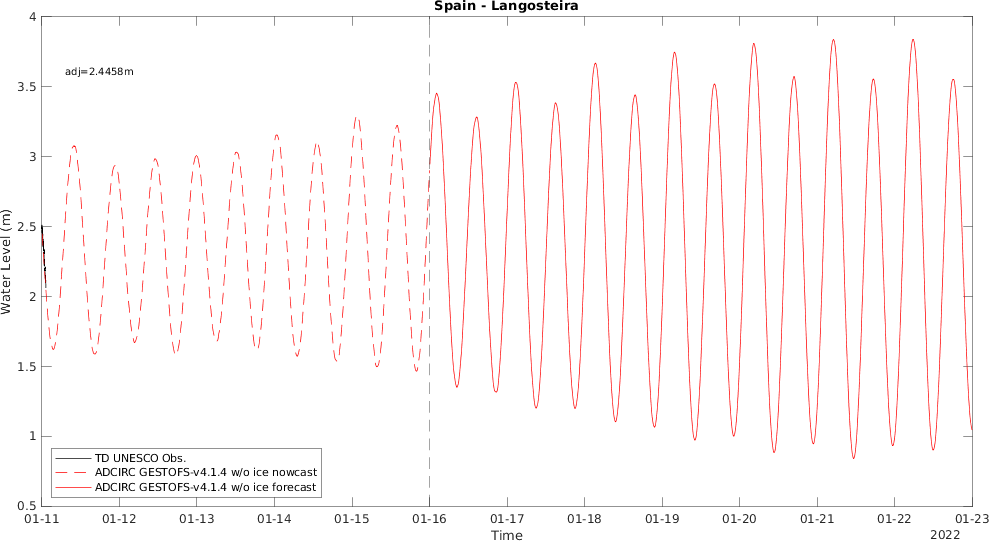 Spain - Langosteira
4
adj=2.4458m
3.5
3
2.5
Water Level (m)
2
1.5
1
TD UNESCO Obs.
ADCIRC GESTOFS-v4.1.4 w/o ice nowcast
ADCIRC GESTOFS-v4.1.4 w/o ice forecast
0.5
01-11 01-12 01-13 01-14 01-15 01-16 01-17 01-18 01-19 01-20 01-21 01-22 01-23
Time
2022